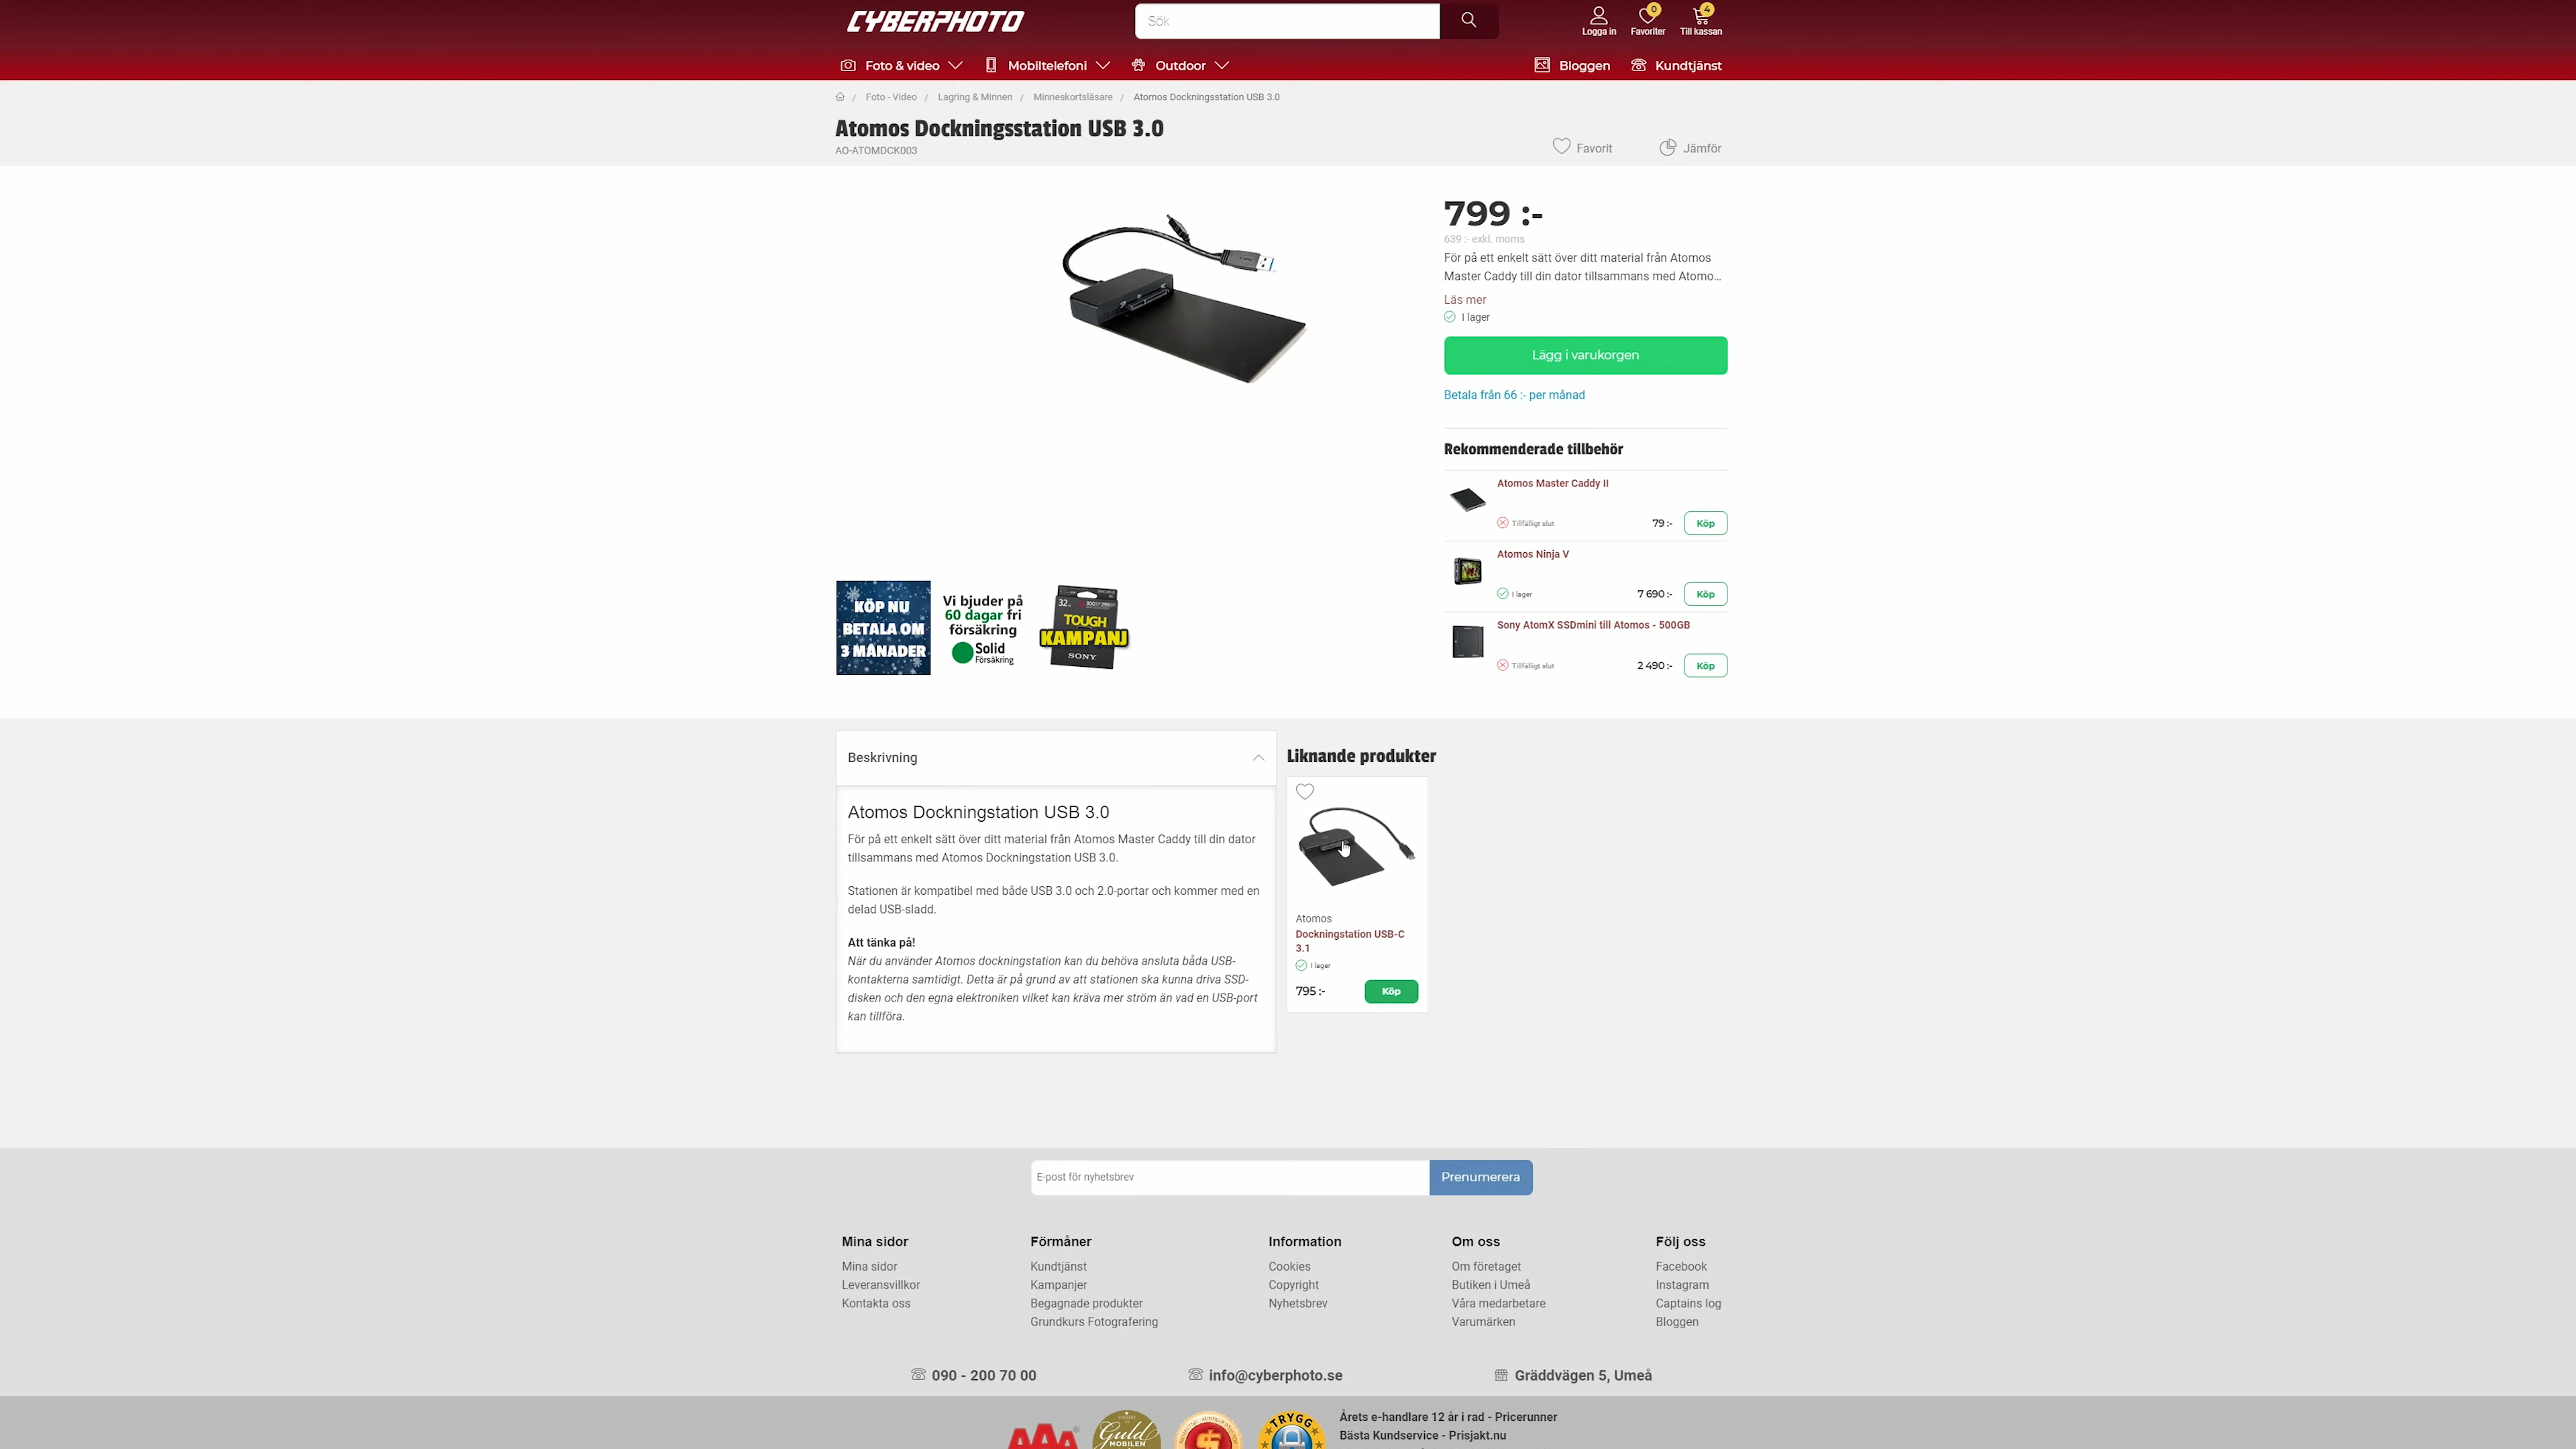 CYBERPHOTO
Sök
Logga in
0
Favoriter
4
Till kassan
Foto & video
Mobiltelefoni
Outdoor
Bloggen
Kundtjänst
/ Foto - Video / Lagring & Minnen / Minneskortsläsare / Atomos Dockningsstation USB 3.0
Atomos Dockningsstation USB 3.0
AO-ATOMDCK003
Favorit
Jämför
799 :-
639 :- exkl. moms
För på ett enkelt sätt över ditt material från Atomos
Master Caddy till din dator tillsammans med Atomo...
Läs mer
I lager
Lägg i varukorgen
Betala från 66 :- per månad
Rekommenderade tillbehör
Atomos Master Caddy II
Tillfälligt slut
79 :-
Köp
Atomos Ninja V
I lager
7 690 :-
Köp
Sony AtomX SSDmini till Atomos - 500GB
Tillfälligt slut
2 490 :-
Köp
KÖP NU
BETALA OM
3 MÅNADER
Vi bjuder på
60 dagar fri
försäkring
Solid
Försäkring
32
TOUGH
KAMPANJ
SONY
Beskrivning
Atomos Dockningstation USB 3.0
För på ett enkelt sätt över ditt material från Atomos Master Caddy till din dator
tillsammans med Atomos Dockningstation USB 3.0.
Stationen är kompatibel med både USB 3.0 och 2.0-portar och kommer med en
delad USB-sladd.
Att tänka på!
När du använder Atomos dockningstation kan du behöva ansluta båda USB-
kontakterna samtidigt. Detta är på grund av att stationen ska kunna driva SSD-
disken och den egna elektroniken vilket kan kräva mer ström än vad en USB-port
kan tillföra.
Liknande produkter
Atomos
Dockningstation USB-C
3.1
I lager
795 :-
Köp
E-post för nyhetsbrev
Prenumerera
Mina sidor
Mina sidor
Leveransvillkor
Kontakta oss
Förmåner
Kundtjänst
Kampanjer
Begagnade produkter
Grundkurs Fotografering
Information
Cookies
Copyright
Nyhetsbrev
Om oss
Om företaget
Butiken i Umeå
Våra medarbetare
Varumärken
Följ oss
Facebook
Instagram
Captains log
Bloggen
090 - 200 70 00
info@cyberphoto.se
Gräddvägen 5, Umeå
AAA
Guld
MOBILEN
TRYGG
Årets e-handlare 12 år i rad - Pricerunner
Bästa Kundservice - Prisjakt.nu